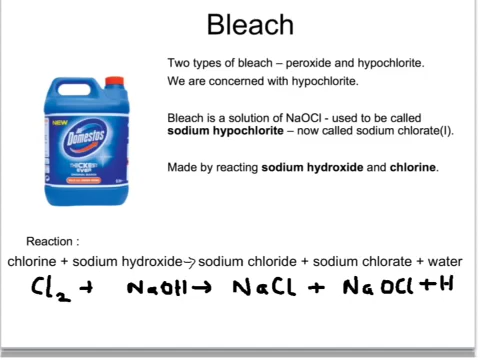 Bleach
Two types of bleach – peroxide and hypochlorite.
We are concerned with hypochlorite.
Bleach is a solution of NaOCl - used to be called
sodium hypochlorite – now called sodium chlorate(I).
Made by reacting sodium hydroxide and chlorine.
NEW
Domestos
Reaction :
chlorine + sodium hydroxide → sodium chloride + sodium chlorate + water
Cl₂ + NaOH → NaCl + NaOCl + H